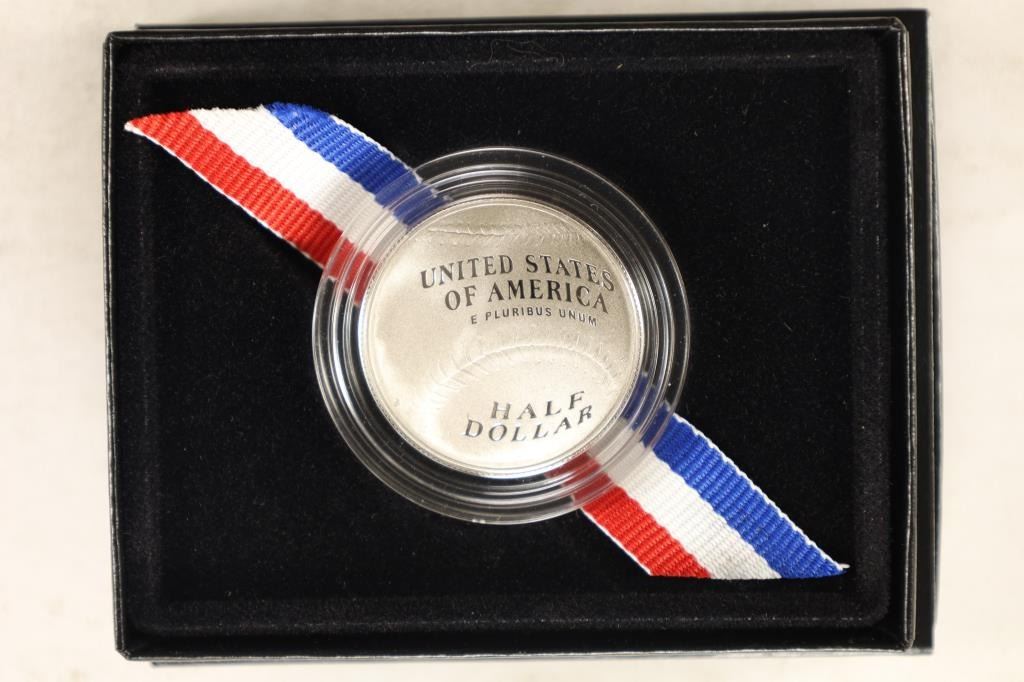 UNITED STATES
OF AMERICA
E PLURIBUS UNUM
HALF
DOLLAR